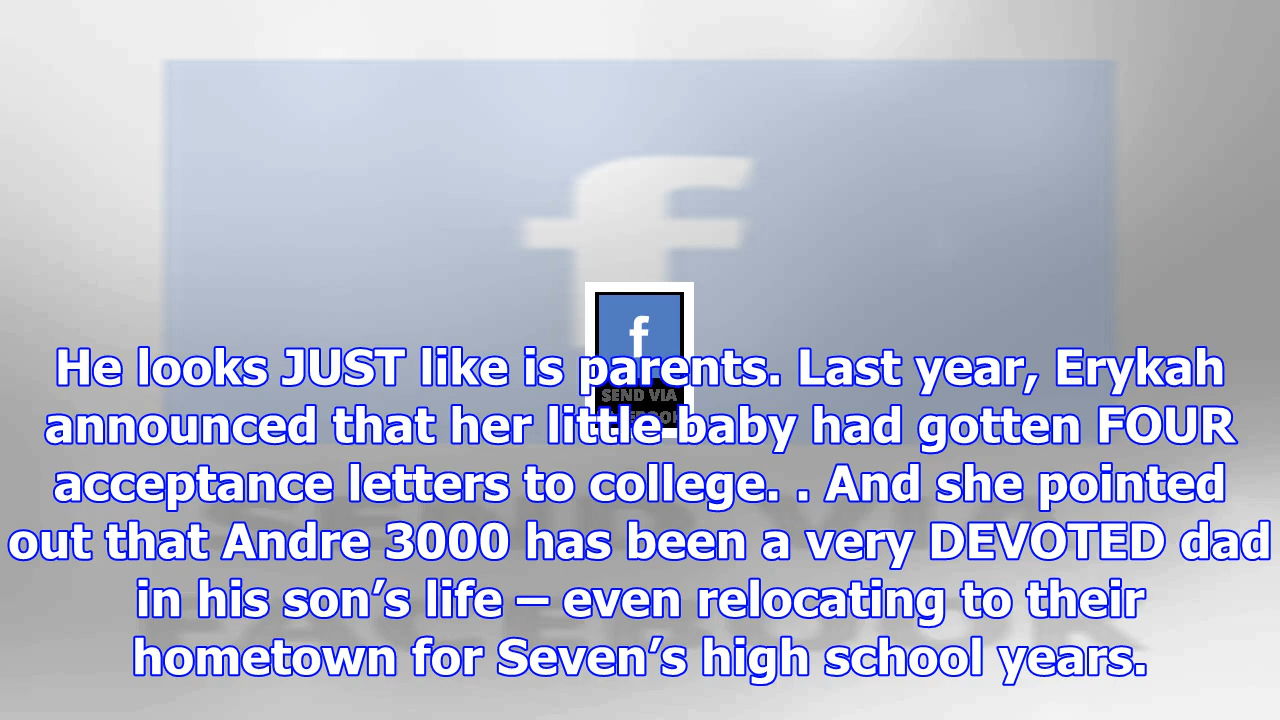 f
f
SEND VIA
He looks JUST like is parents. Last year, Erykah
announced that her little baby had gotten FOUR
acceptance letters to college. . And she pointed
out that Andre 3000 has been a very DEVOTED dad
in his son’s life – even relocating to their
hometown for Seven’s high school years.